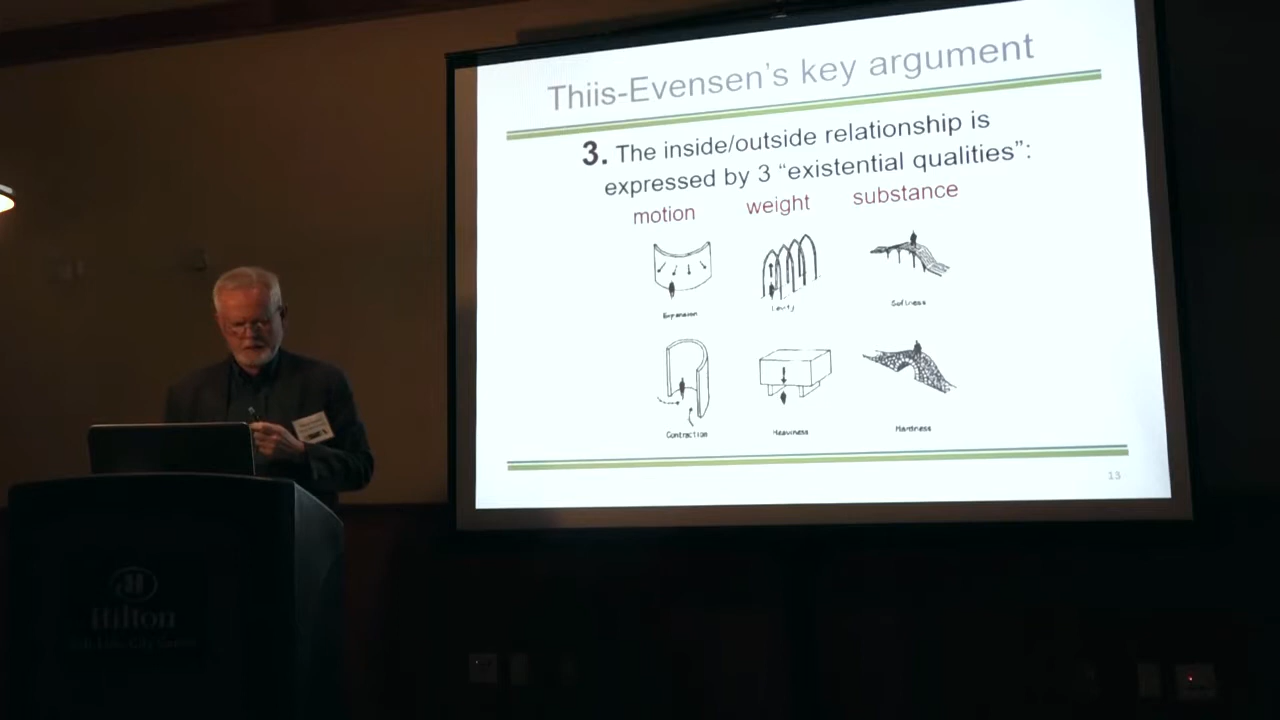 Thiis-Evensen's key argument
3. The inside/outside relationship is
expressed by 3 "existential qualities":
motion weight substance
Expansion Levity Softness
Contraction Heaviness Hardness
13
Hilton